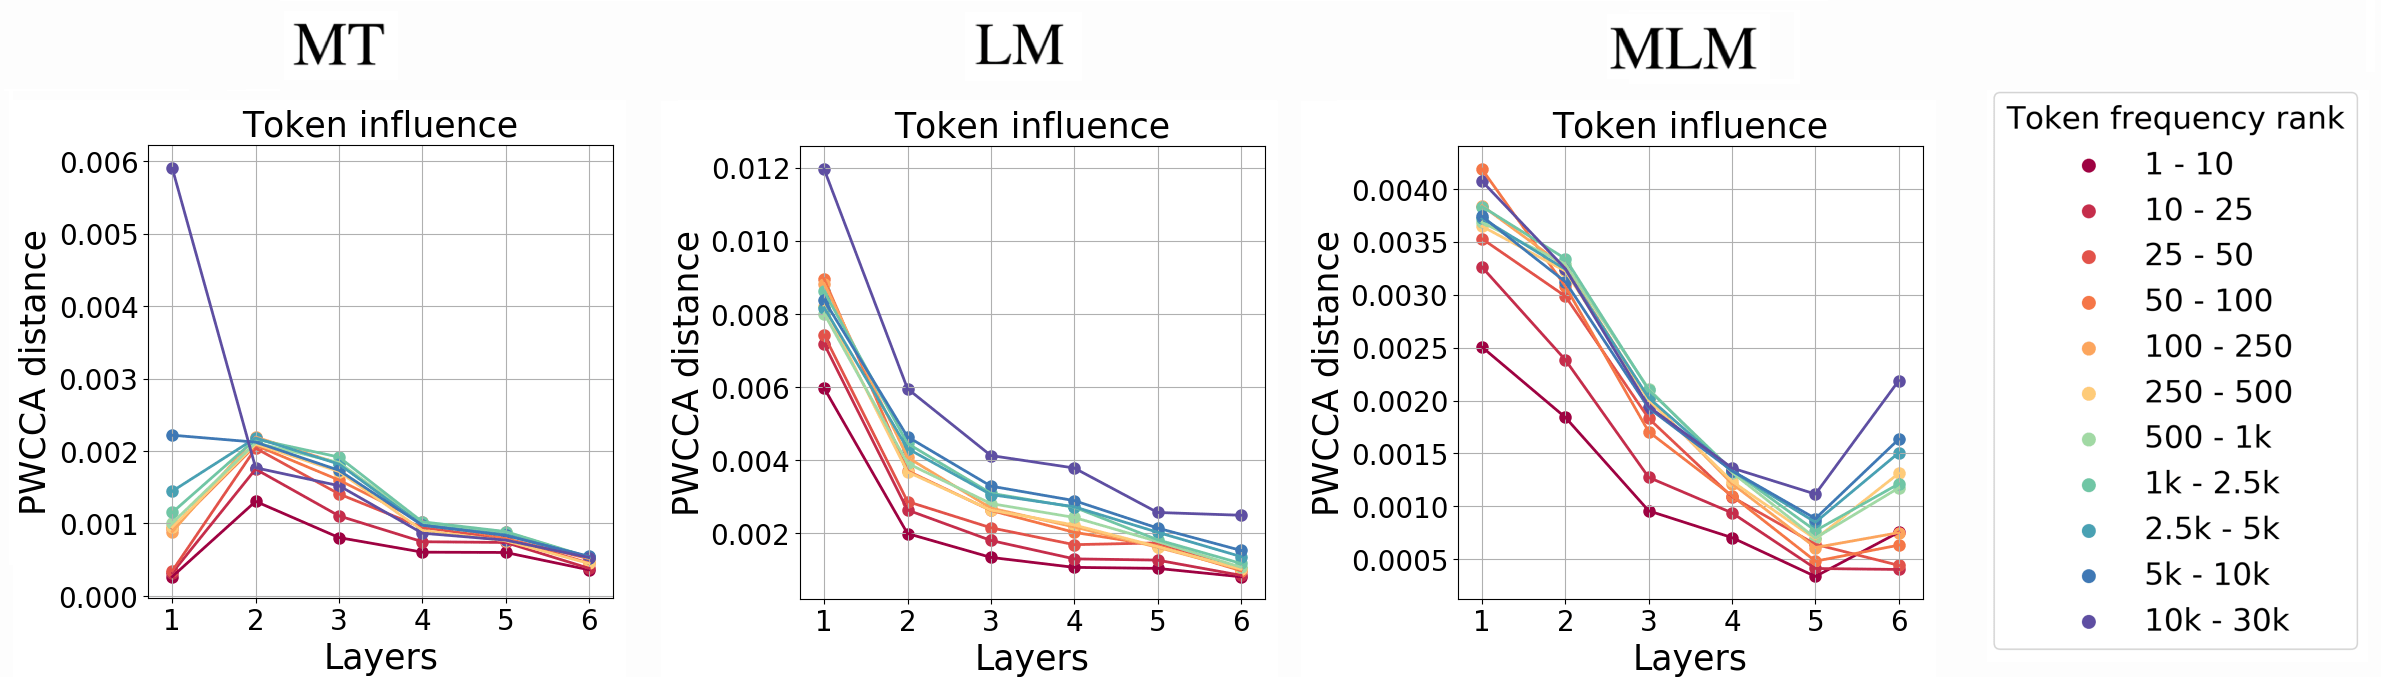 MT
LM
MLM
Token influence
PWCCA distance
0.006
0.005
0.004
0.003
0.002
0.001
0.000
1 2 3 4 5 6
Layers
Token influence
PWCCA distance
0.012
0.010
0.008
0.006
0.004
0.002
1 2 3 4 5 6
Layers
Token influence
PWCCA distance
0.0040
0.0035
0.0030
0.0025
0.0020
0.0015
0.0010
0.0005
1 2 3 4 5 6
Layers
Token frequency rank
1 - 10
10 - 25
25 - 50
50 - 100
100 - 250
250 - 500
500 - 1k
1k - 2.5k
2.5k - 5k
5k - 10k
10k - 30k